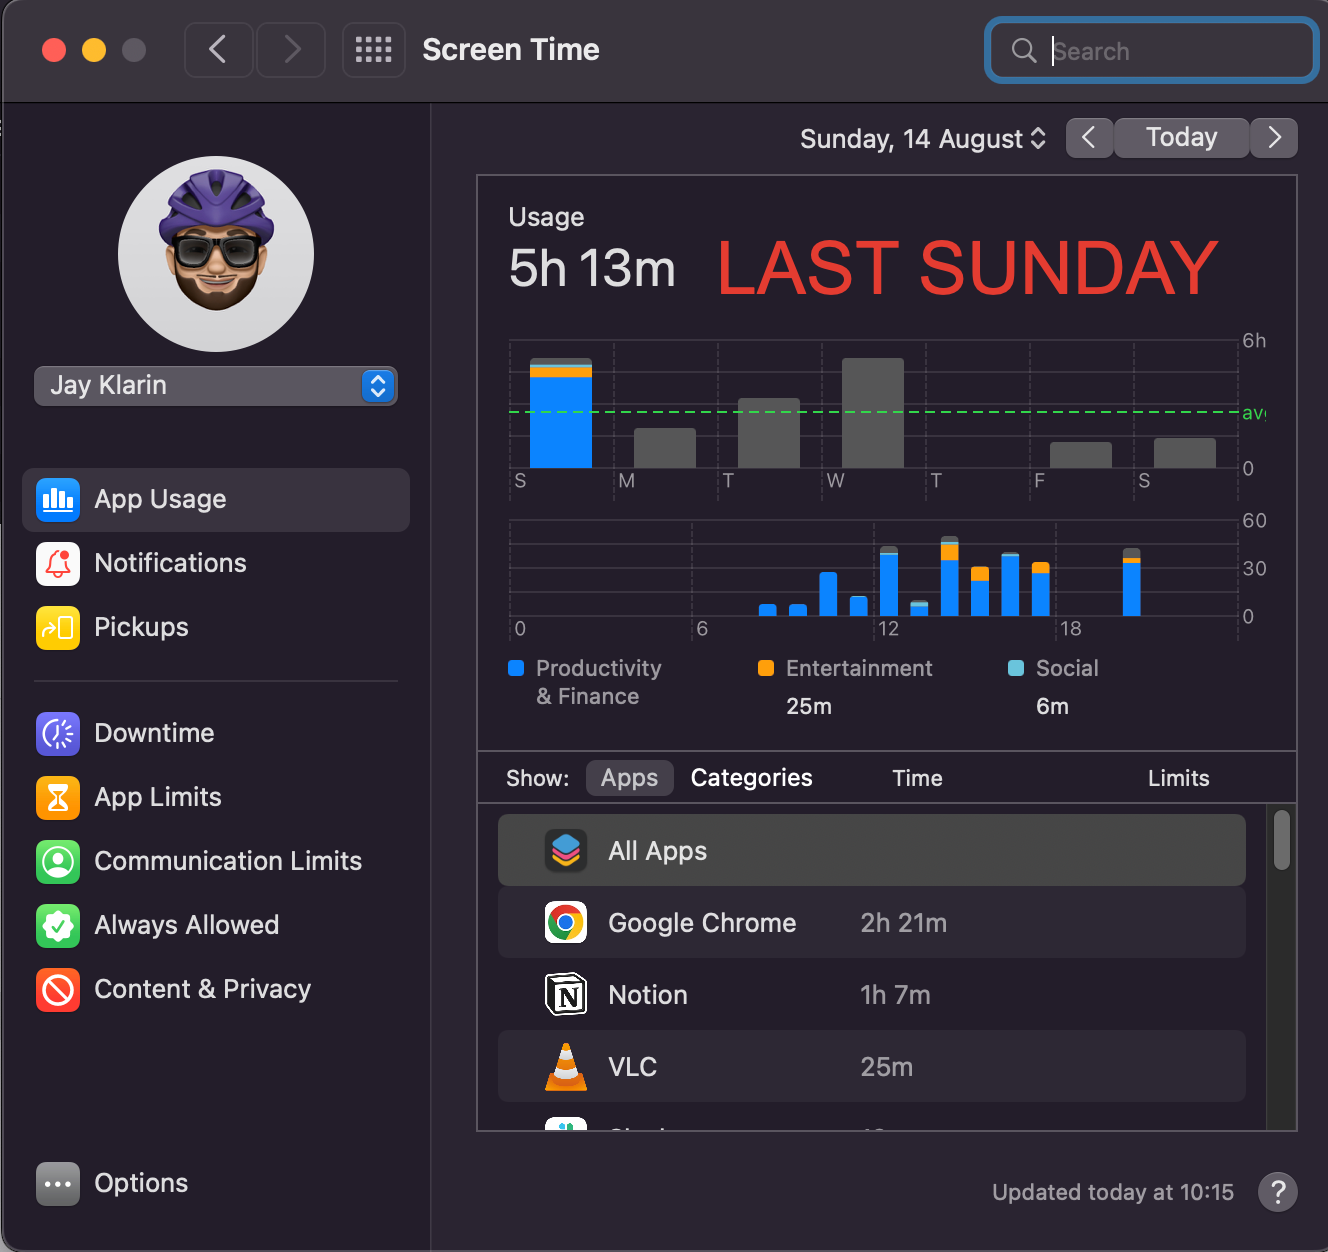 Screen Time
Search
Sunday, 14 August
Today
Jay Klarin
App Usage
Notifications
Pickups
Downtime
App Limits
Communication Limits
Always Allowed
Content & Privacy
Options
Usage
5h 13m
LAST SUNDAY
6h
0
S M T W T F S
60
30
0
0 6 12 18
Productivity
& Finance
Entertainment
25m
Social
6m
Show: Apps Categories Time Limits
All Apps
Google Chrome 2h 21m
N
Notion 1h 7m
VLC 25m
Updated today at 10:15
?